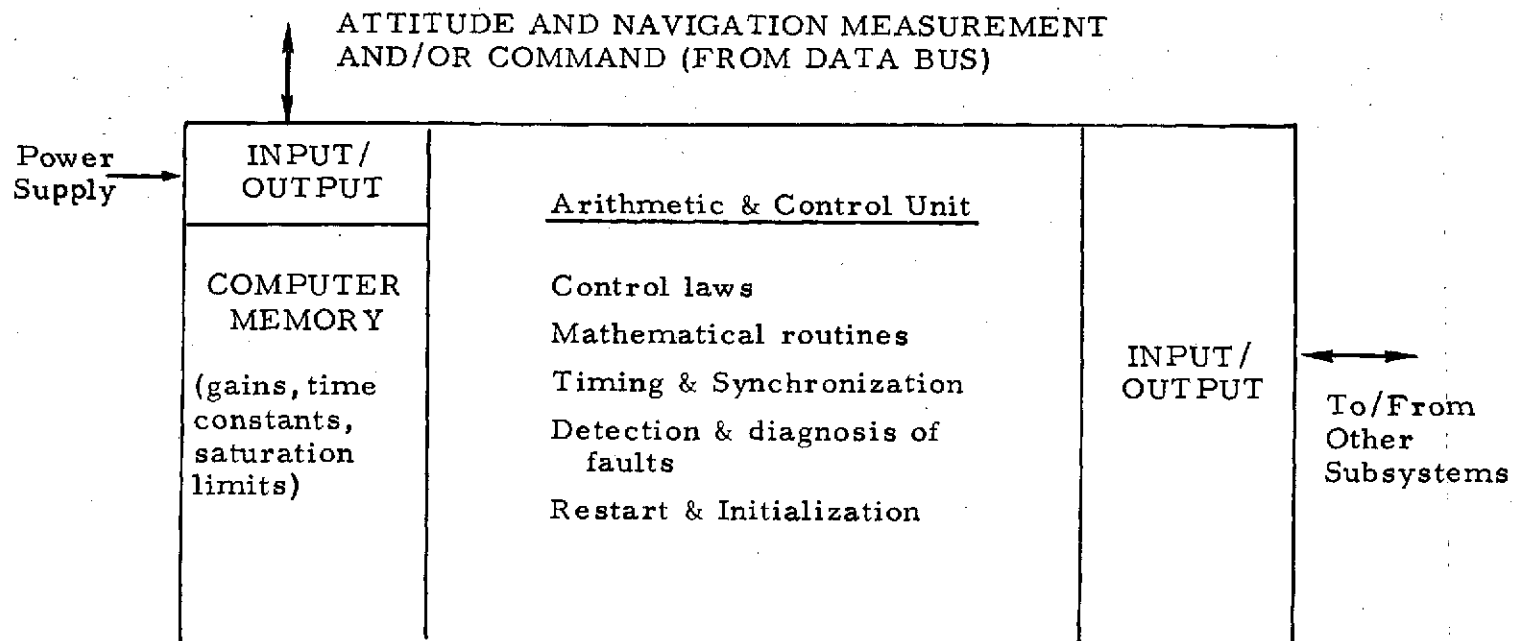 ATTITUDE AND NAVIGATION MEASUREMENT
AND/OR COMMAND (FROM DATA BUS)
Power
Supply
INPUT/
OUTPUT
COMPUTER
MEMORY
(gains, time
constants,
saturation
limits)
Arithmetic & Control Unit
Control laws
Mathematical routines
Timing & Synchronization
Detection & diagnosis of
faults
Restart & Initialization
INPUT/
OUTPUT
To/From
Other
Subsystems